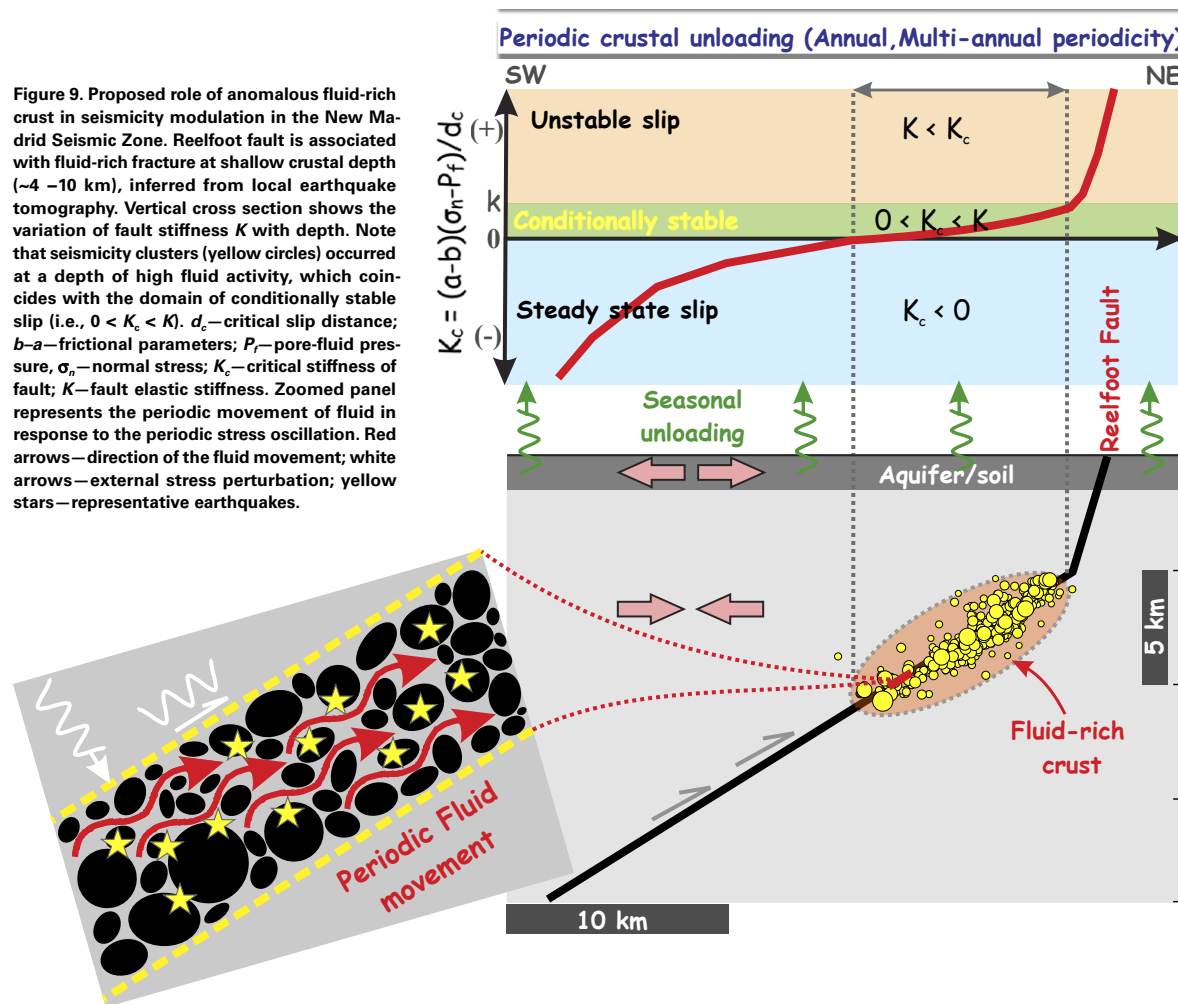 Figure 9. Proposed role of anomalous fluid-rich
crust in seismicity modulation in the New Ma-
drid Seismic Zone. Reelfoot fault is associated
with fluid-rich fracture at shallow crustal depth
(~4 –10 km), inferred from local earthquake
tomography. Vertical cross section shows the
variation of fault stiffness K with depth. Note
that seismicity clusters (yellow circles) occurred
at a depth of high fluid activity, which coin-
cides with the domain of conditionally stable
slip (i.e., 0 < Kc < K). dc—critical slip distance;
b–a—frictional parameters; Pf—pore-fluid pres-
sure, σn—normal stress; Kc—critical stiffness of
fault; K—fault elastic stiffness. Zoomed panel
represents the periodic movement of fluid in
response to the periodic stress oscillation. Red
arrows—direction of the fluid movement; white
arrows—external stress perturbation; yellow
stars—representative earthquakes.
Periodic crustal unloading (Annual,Multi-annual periodicity)
SW
NE
Kc = (a-b)(σn-Pf)/dc
(+)
k
0
(-)
Unstable slip
K < Kc
Conditionally stable
0 < Kc < K
Steady state slip
Kc < 0
Seasonal
unloading
Reelfoot Fault
Aquifer/soil
5 km
Fluid-rich
crust
Periodic Fluid
movement
10 km